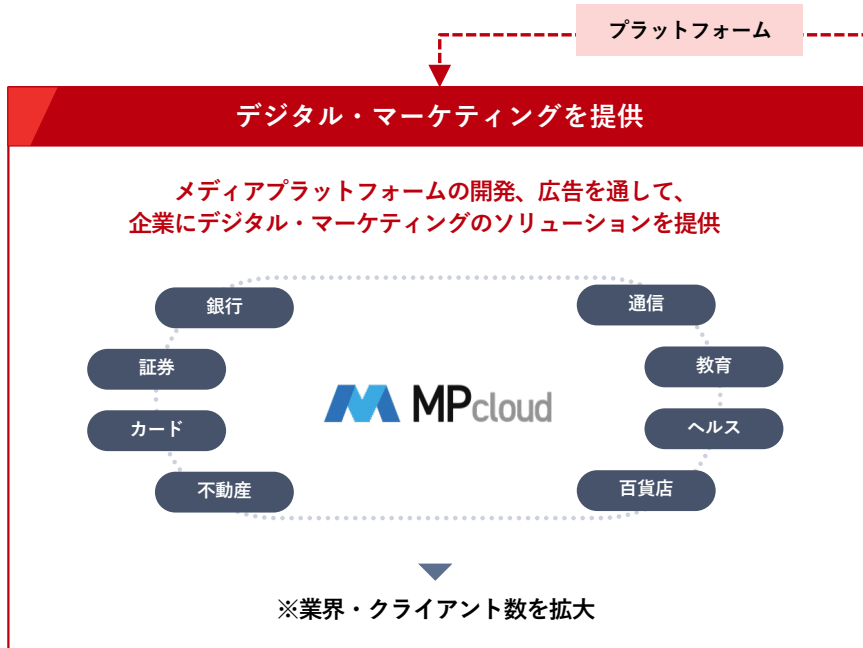 プラットフォーム
デジタル・マーケティングを提供
メディアプラットフォームの開発、広告を通して、
企業にデジタル・マーケティングのソリューションを提供
銀行
通信
証券
教育
MPcloud
カード
ヘルス
不動産
百貨店
※業界・クライアント数を拡大